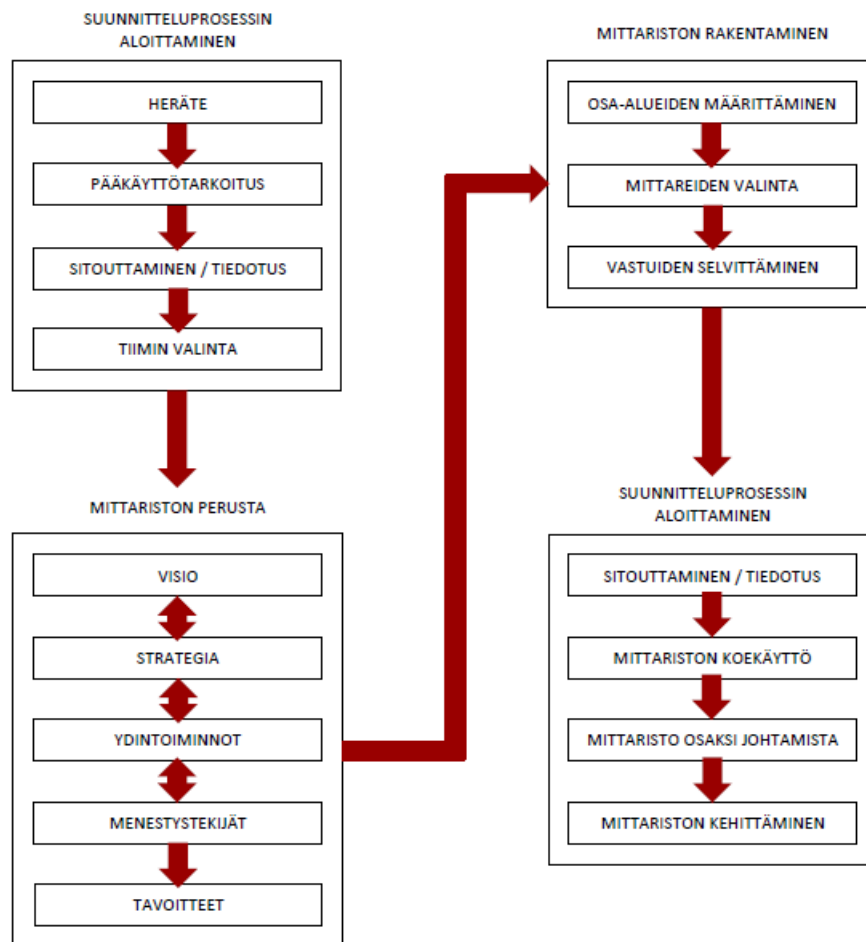 SUUNNITTELUPROSESSIN
ALOITTAMINEN
HERÄTE
PÄÄKÄYTTÖTARKOITUS
SITOUTTAMINEN / TIEDOTUS
TIIMIN VALINTA
MITTARISTON PERUSTA
VISIO
STRATEGIA
YDINTOIMINNOT
MENESTYSTEKIJÄT
TAVOITTEET
MITTARISTON RAKENTAMINEN
OSA-ALUEIDEN MÄÄRITTÄMINEN
MITTAREIDEN VALINTA
VASTUIDEN SELVITTÄMINEN
SUUNNITTELUPROSESSIN
ALOITTAMINEN
SITOUTTAMINEN / TIEDOTUS
MITTARISTON KOEKÄYTTÖ
MITTARISTO OSAKSI JOHTAMISTA
MITTARISTON KEHITTÄMINEN